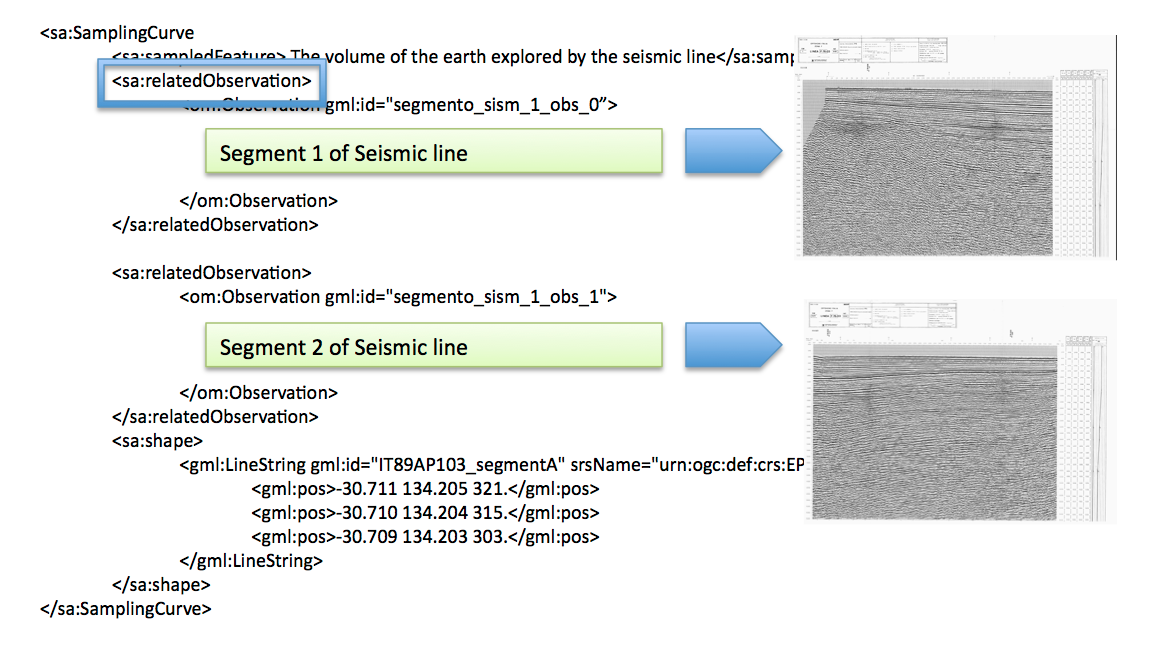 <sa:SamplingCurve
<sa:sampledFeature> The volume of the earth explored by the seismic line</sa:samp
<sa:relatedObservation>
<om:Observation gml:id="segmento_sism_1_obs_0”>
Segment 1 of Seismic line
</om:Observation>
</sa:relatedObservation>
<sa:relatedObservation>
<om:Observation gml:id="segmento_sism_1_obs_1">
Segment 2 of Seismic line
</om:Observation>
</sa:relatedObservation>
<sa:shape>
<gml:LineString gml:id="IT89AP103_segmentA" srsName="urn:ogc:def:crs:EP
<gml:pos>-30.711 134.205 321.</gml:pos>
<gml:pos>-30.710 134.204 315.</gml:pos>
<gml:pos>-30.709 134.203 303.</gml:pos>
</gml:LineString>
</sa:shape>
</sa:SamplingCurve>